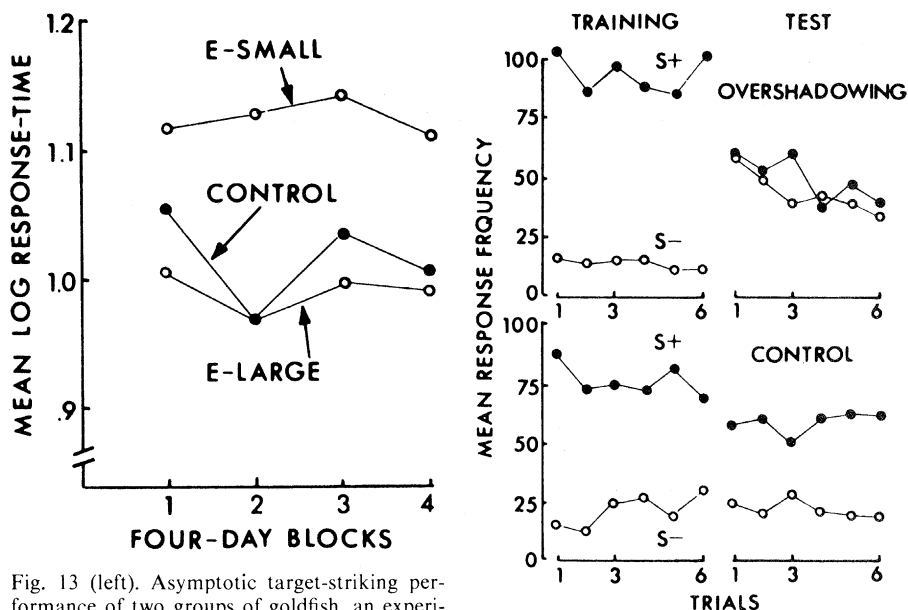 1.2
1.1
1.0
.9
MEAN LOG RESPONSE-TIME
E-SMALL
CONTROL
E-LARGE
1 2 3 4
FOUR-DAY BLOCKS
Fig. 13 (left). Asymptotic target-striking per-
formance of two groups of goldfish, an experi-
TRAINING TEST
MEAN RESPONSE FREQUENCY
100
75
50
25
0
S+
S−
OVERSHADOWING
1 3 6
1 3 6
100
75
50
25
0
S+
S−
CONTROL
1 3 6
1 3 6
TRIALS